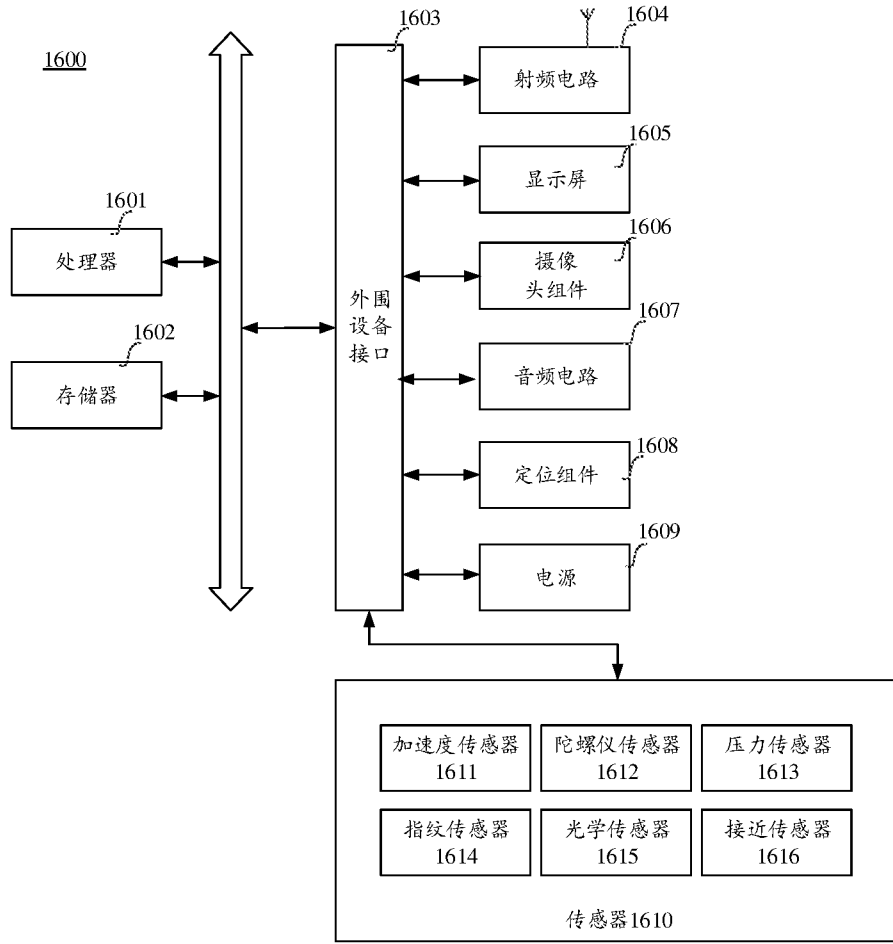 1600
1603
1604
射频电路
1605
显示屏
1601
处理器
1606
摄像
头组件
外围
设备
接口
1602
存储器
1607
音频电路
1608
定位组件
1609
电源
加速度传感器
1611
陀螺仪传感器
1612
压力传感器
1613
指纹传感器
1614
光学传感器
1615
接近传感器
1616
传感器1610